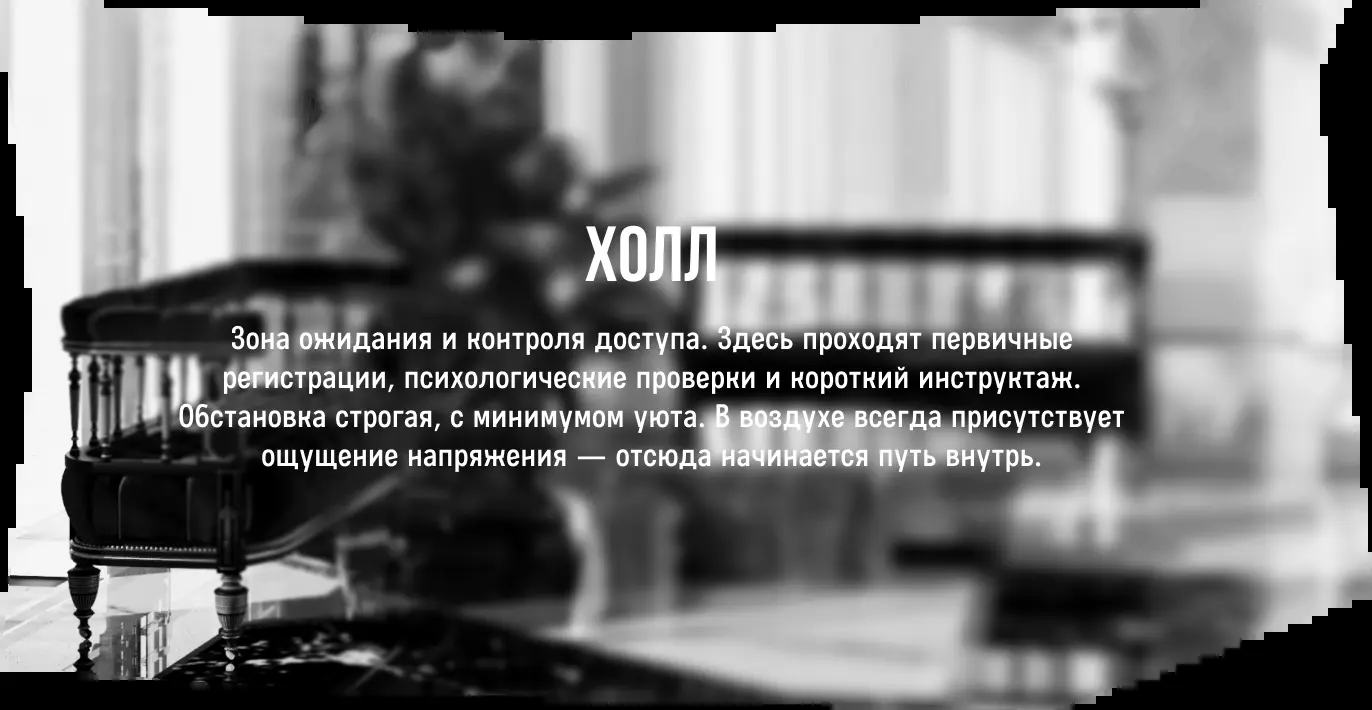 ХОЛЛ
Зона ожидания и контроля доступа. Здесь проходят первичные
регистрации, психологические проверки и короткий инструктаж.
Обстановка строгая, с минимумом уюта. В воздухе всегда присутствует
ощущение напряжения — отсюда начинается путь внутрь.